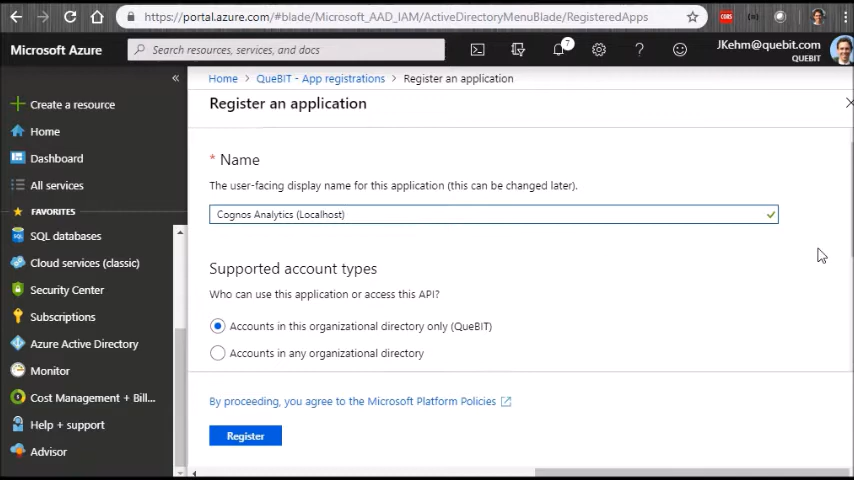 https://portal.azure.com/#blade/Microsoft_AAD_IAM/ActiveDirectoryMenuBlade/RegisteredApps
CORS
Microsoft Azure
Search resources, services, and docs
7
JKehm@quebit.com
QUEBIT
Create a resource
Home
Dashboard
All services
FAVORITES
SQL databases
Cloud services (classic)
Security Center
Subscriptions
Azure Active Directory
Monitor
Cost Management + Bill...
Help + support
Advisor
Home > QueBIT - App registrations > Register an application
Register an application
* Name
The user-facing display name for this application (this can be changed later).
Cognos Analytics (Localhost)
Supported account types
Who can use this application or access this API?
Accounts in this organizational directory only (QueBIT)
Accounts in any organizational directory
By proceeding, you agree to the Microsoft Platform Policies
Register